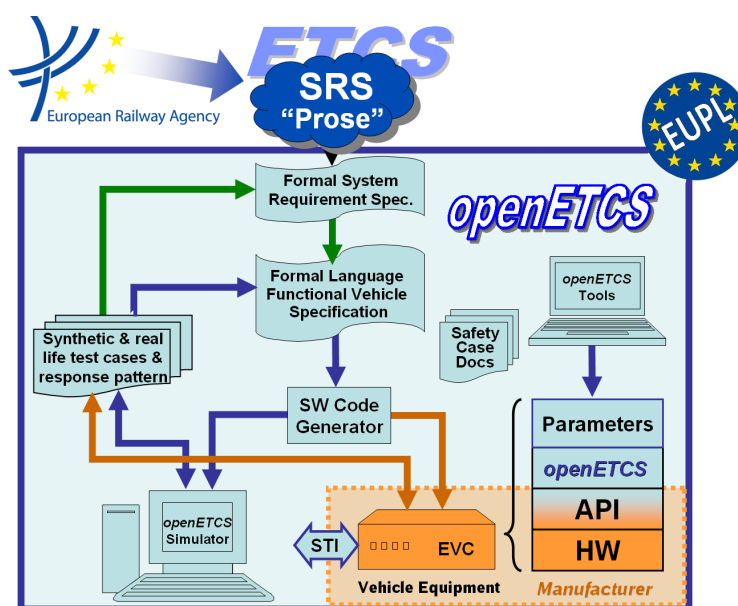 ETCS
SRS
“Prose”
European Railway Agency
EUPL
Formal System
Requirement Spec.
openETCS
Formal Language
Functional Vehicle
Specification
openETCS
Tools
Synthetic & real
life test cases &
response pattern
Safety
Case
Docs
SW Code
Generator
Parameters
openETCS
API
HW
openETCS
Simulator
STI
EVC
Vehicle Equipment
Manufacturer